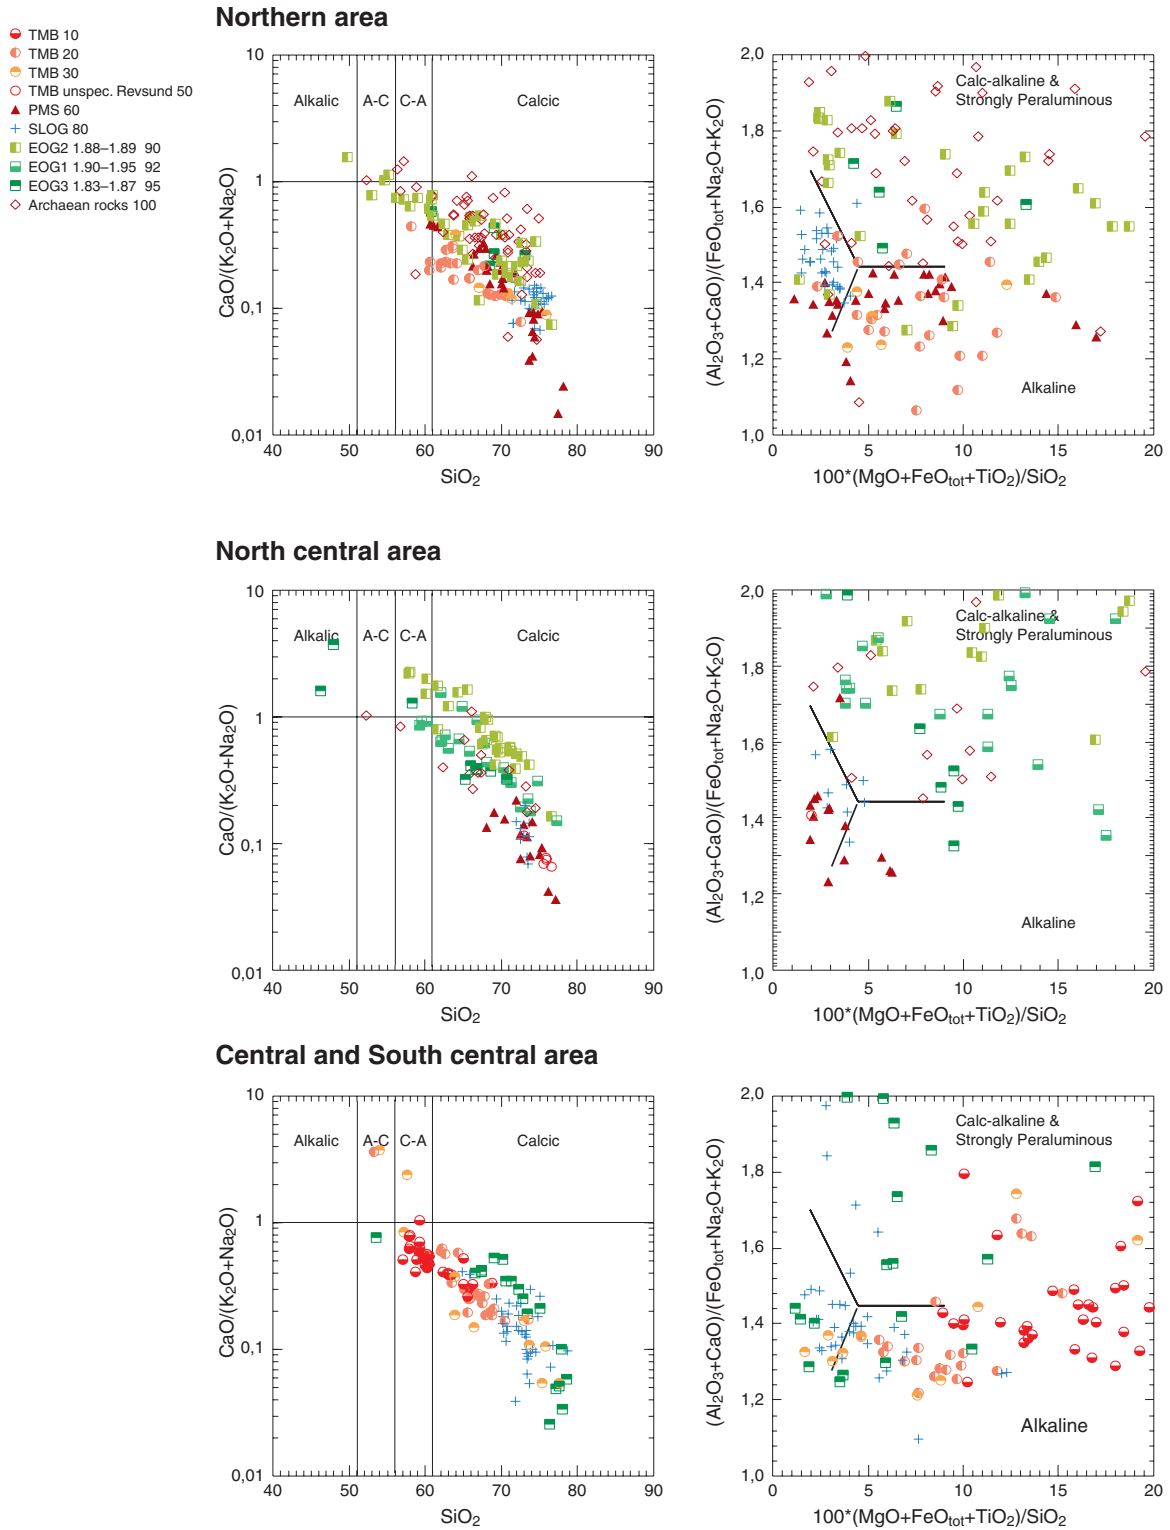 Northern area
TMB 10
TMB 20
TMB 30
TMB unspec. Revsund 50
PMS 60
SLOG 80
EOG2 1.88–1.89 90
EOG1 1.90–1.95 92
EOG3 1.83–1.87 95
Archaean rocks 100
10
1
0,1
0,01
CaO/(K₂O+Na₂O)
Alkalic
A-C
C-A
Calcic
40 50 60 70 80 90
SiO₂
2,0
1,8
1,6
1,4
1,2
1,0
(Al₂O₃+CaO)/(FeOtot+Na₂O+K₂O)
Calc-alkaline &
Strongly Peraluminous
Alkaline
0 5 10 15 20
100*(MgO+FeOtot+TiO₂)/SiO₂
North central area
10
1
0,1
0,01
CaO/(K₂O+Na₂O)
Alkalic
A-C
C-A
Calcic
40 50 60 70 80 90
SiO₂
2,0
1,8
1,6
1,4
1,2
1,0
(Al₂O₃+CaO)/(FeOtot+Na₂O+K₂O)
Calc-alkaline &
Strongly Peraluminous
Alkaline
0 5 10 15 20
100*(MgO+FeOtot+TiO₂)/SiO₂
Central and South central area
10
1
0,1
0,01
CaO/(K₂O+Na₂O)
Alkalic
A-C
C-A
Calcic
40 50 60 70 80 90
SiO₂
2,0
1,8
1,6
1,4
1,2
1,0
(Al₂O₃+CaO)/(FeOtot+Na₂O+K₂O)
Calc-alkaline &
Strongly Peraluminous
Alkaline
0 5 10 15 20
100*(MgO+FeOtot+TiO₂)/SiO₂